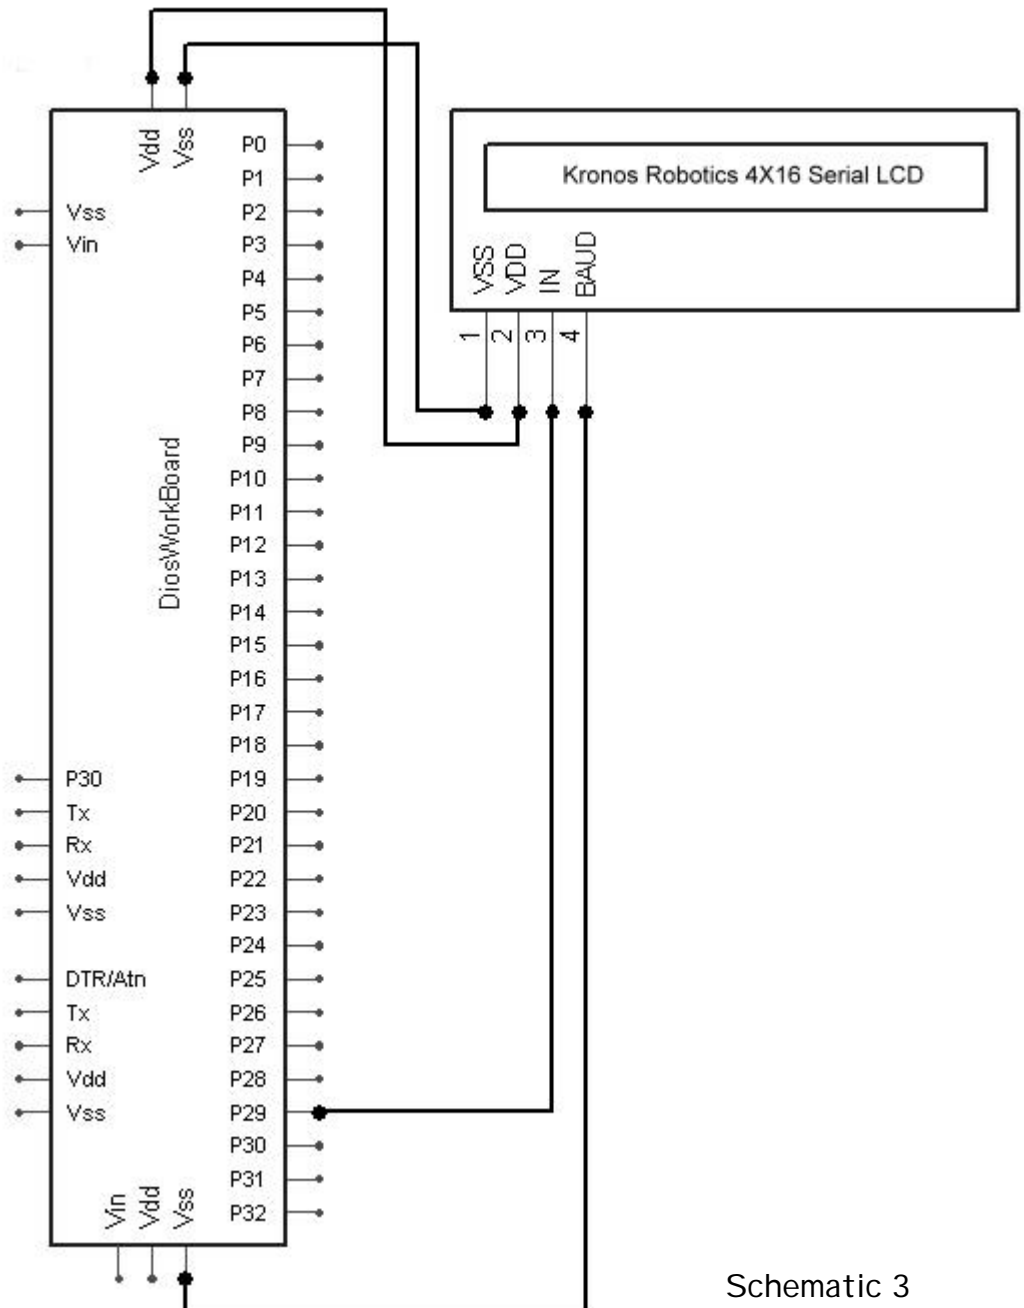 Vdd
Vss
Vss
Vin
P0
P1
P2
P3
P4
P5
P6
P7
P8
P9
P10
P11
P12
P13
P14
P15
P16
P17
P18
P19
P20
P21
P22
P23
P24
P25
P26
P27
P28
P29
P30
P31
P32
DiosWorkBoard
P30
Tx
Rx
Vdd
Vss
DTR/Atn
Tx
Rx
Vdd
Vss
Vin
Vdd
Vss
Kronos Robotics 4X16 Serial LCD
VSS
VDD
IN
BAUD
1
2
3
4
Schematic 3